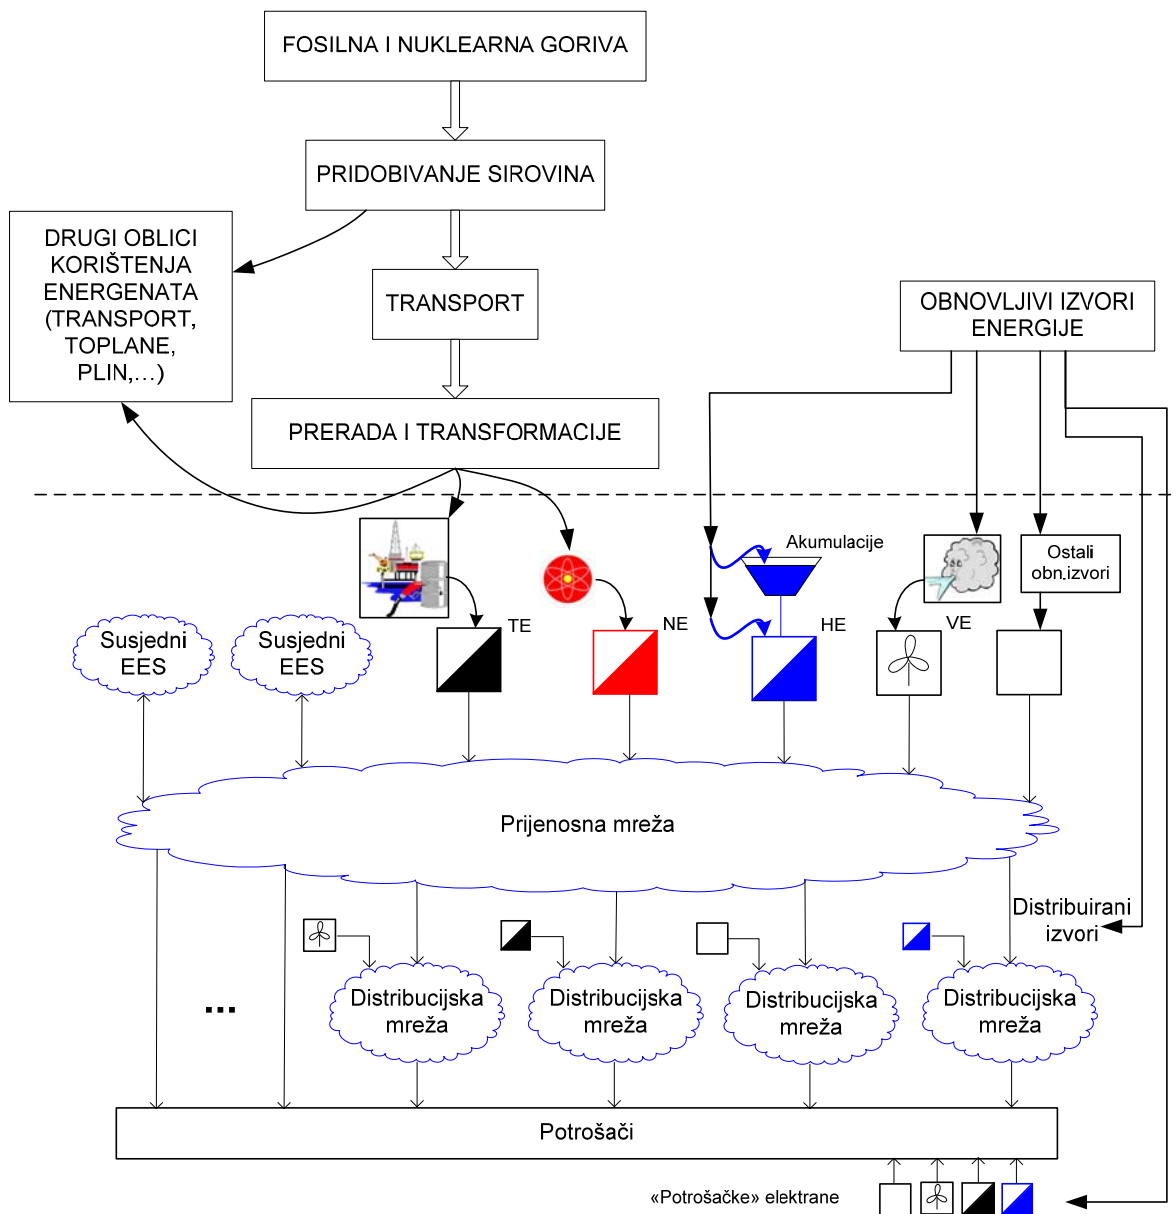 FOSILNA I NUKLEARNA GORIVA
PRIDOBIVANJE SIROVINA
DRUGI OBLICI
KORIŠTENJA
ENERGENATA
(TRANSPORT,
TOPLANE,
PLIN,...)
TRANSPORT
OBNOVLJIVI IZVORI
ENERGIJE
PRERADA I TRANSFORMACIJE
Akumulacije
Ostali
obn.izvori
Susjedni
EES
Susjedni
EES
TE
NE
HE
VE
Prijenosna mreža
Distribuirani
izvori
...
Distribucijska
mreža
Distribucijska
mreža
Distribucijska
mreža
Distribucijska
mreža
Potrošači
«Potrošačke» elektrane